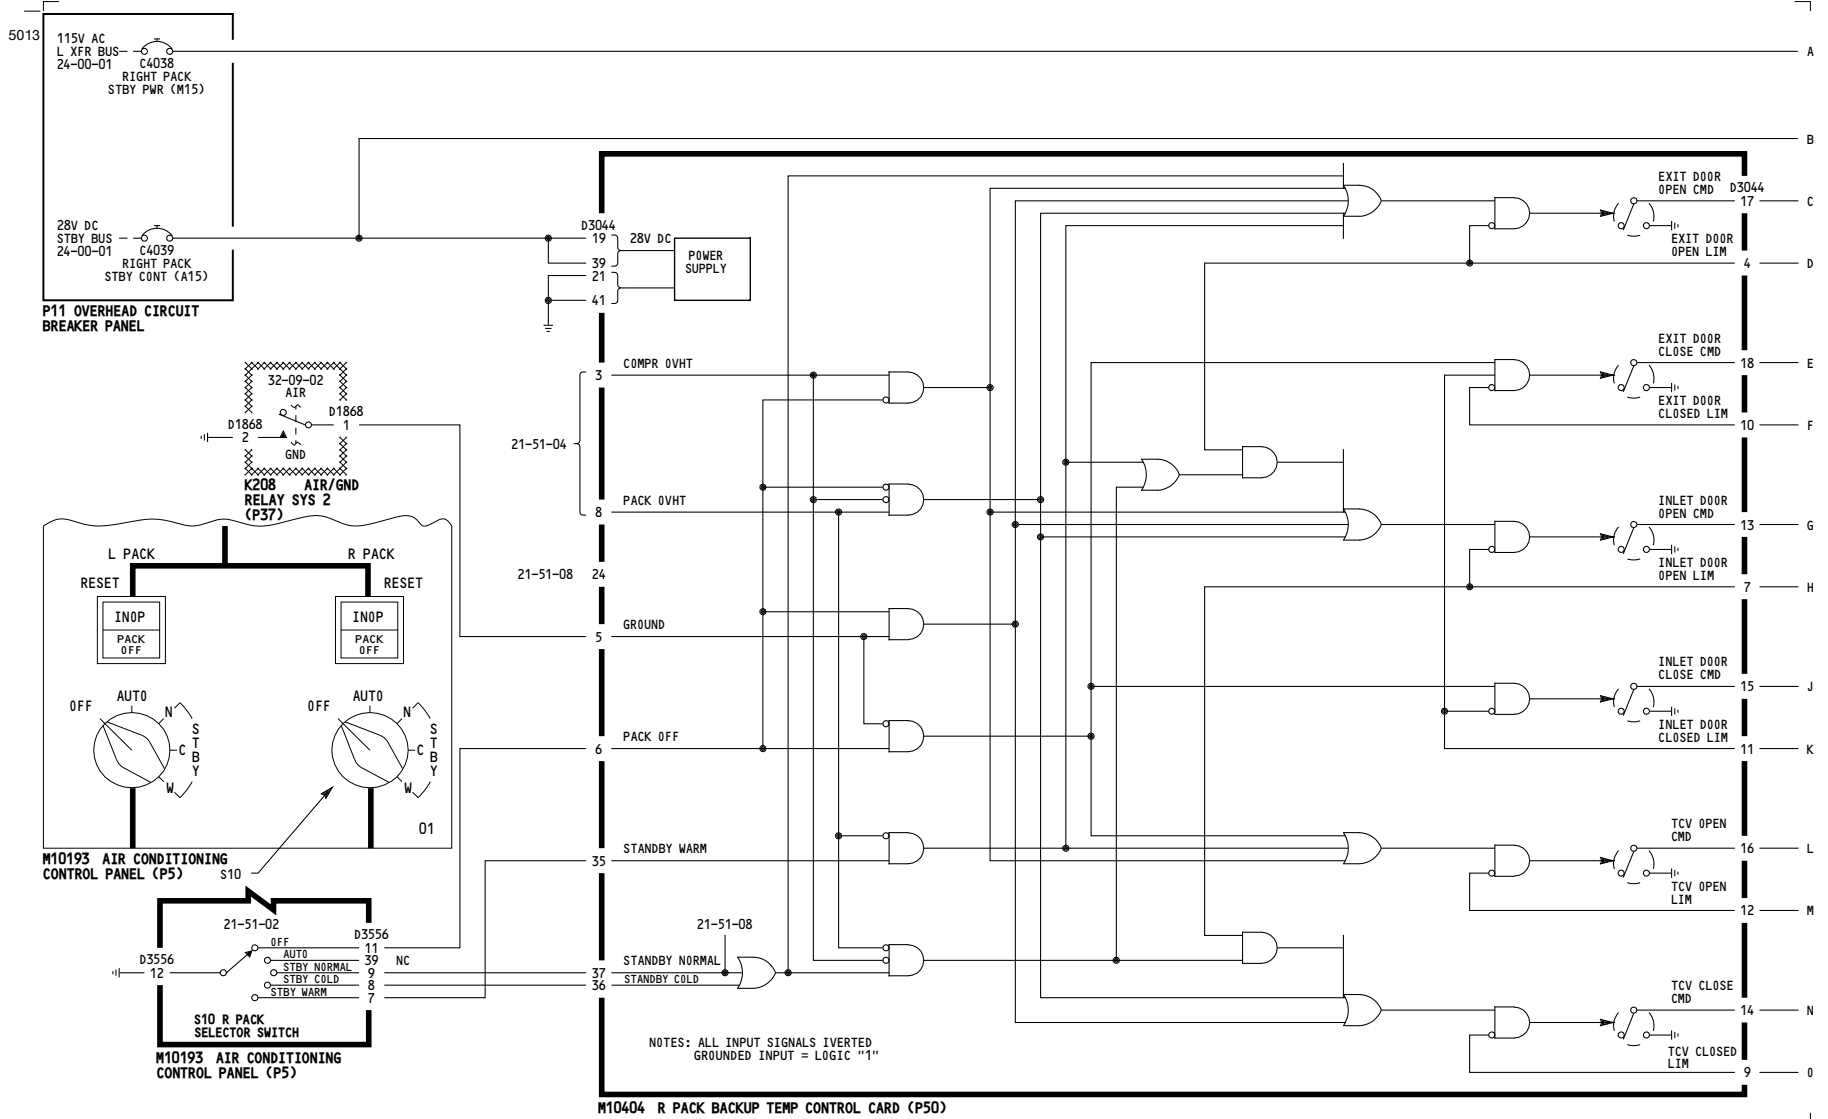 5013
115V AC
L XFR BUS
24-00-01
C4038
RIGHT PACK
STBY PWR (M15)
A
B
28V DC
STBY BUS
24-00-01
C4039
RIGHT PACK
STBY CONT (A15)
P11 OVERHEAD CIRCUIT
BREAKER PANEL
D3044
19
39
21
41
28V DC
POWER
SUPPLY
EXIT DOOR
OPEN CMD
D3044
17
C
EXIT DOOR
OPEN LIM
4
D
32-09-02
AIR
D1868
1
D1868
2
GND
K208 AIR/GND
RELAY SYS 2
(P37)
COMPR OVHT
3
21-51-04
PACK OVHT
8
21-51-08 24
GROUND
5
PACK OFF
6
STANDBY WARM
35
21-51-08
STANDBY NORMAL
37
STANDBY COLD
36
EXIT DOOR
CLOSE CMD
18
E
EXIT DOOR
CLOSED LIM
10
F
INLET DOOR
OPEN CMD
13
G
INLET DOOR
OPEN LIM
7
H
INLET DOOR
CLOSE CMD
15
J
INLET DOOR
CLOSED LIM
11
K
TCV OPEN
CMD
16
L
TCV OPEN
LIM
12
M
TCV CLOSE
CMD
14
N
TCV CLOSED
LIM
9
O
L PACK
R PACK
RESET
RESET
INOP
PACK
OFF
INOP
PACK
OFF
OFF
AUTO
N
C
W
STBY
OFF
AUTO
N
C
W
STBY
01
M10193 AIR CONDITIONING
CONTROL PANEL (P5)
S10
21-51-02
D3556
12
OFF
AUTO
STBY NORMAL
STBY COLD
STBY WARM
D3556
11
39 NC
9
8
7
S10 R PACK
SELECTOR SWITCH
M10193 AIR CONDITIONING
CONTROL PANEL (P5)
NOTES: ALL INPUT SIGNALS IVERTED
GROUNDED INPUT = LOGIC "1"
M10404 R PACK BACKUP TEMP CONTROL CARD (P50)